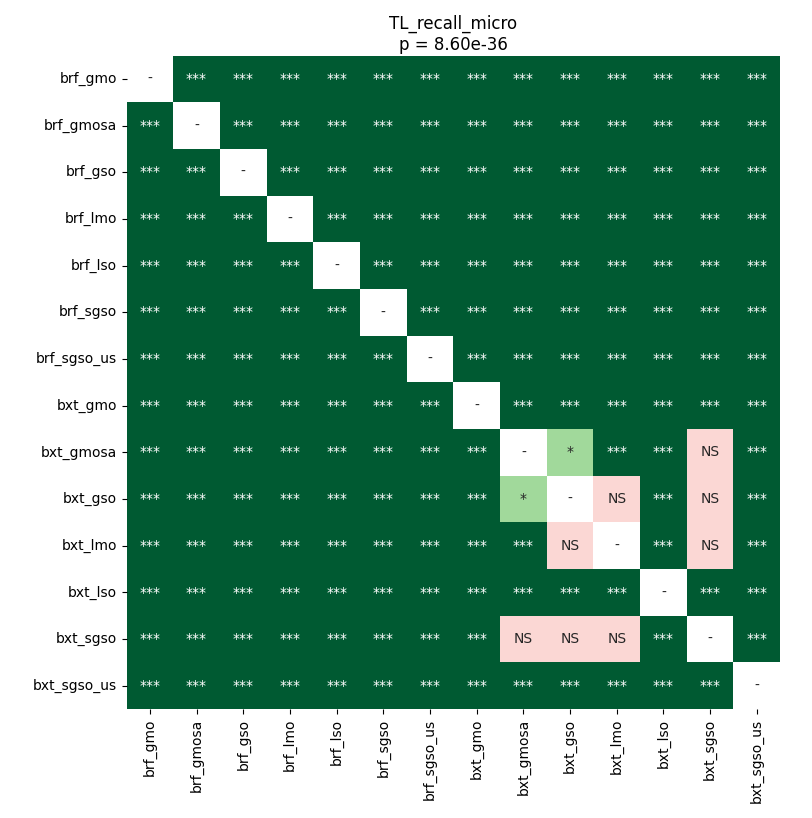 TL_recall_micro
p = 8.60e-36
brf_gmo - *** *** *** *** *** *** *** *** *** *** *** *** ***
brf_gmosa *** - *** *** *** *** *** *** *** *** *** *** *** ***
brf_gso *** *** - *** *** *** *** *** *** *** *** *** *** ***
brf_lmo *** *** *** - *** *** *** *** *** *** *** *** *** ***
brf_lso *** *** *** *** - *** *** *** *** *** *** *** *** ***
brf_sgso *** *** *** *** *** - *** *** *** *** *** *** *** ***
brf_sgso_us *** *** *** *** *** *** - *** *** *** *** *** *** ***
bxt_gmo *** *** *** *** *** *** *** - *** *** *** *** *** ***
bxt_gmosa *** *** *** *** *** *** *** *** - * *** *** NS ***
bxt_gso *** *** *** *** *** *** *** *** * - NS *** NS ***
bxt_lmo *** *** *** *** *** *** *** *** *** NS - *** NS ***
bxt_lso *** *** *** *** *** *** *** *** *** *** *** - *** ***
bxt_sgso *** *** *** *** *** *** *** *** NS NS NS *** - ***
bxt_sgso_us *** *** *** *** *** *** *** *** *** *** *** *** *** -
brf_gmo brf_gmosa brf_gso brf_lmo brf_lso brf_sgso brf_sgso_us bxt_gmo bxt_gmosa bxt_gso bxt_lmo bxt_lso bxt_sgso bxt_sgso_us